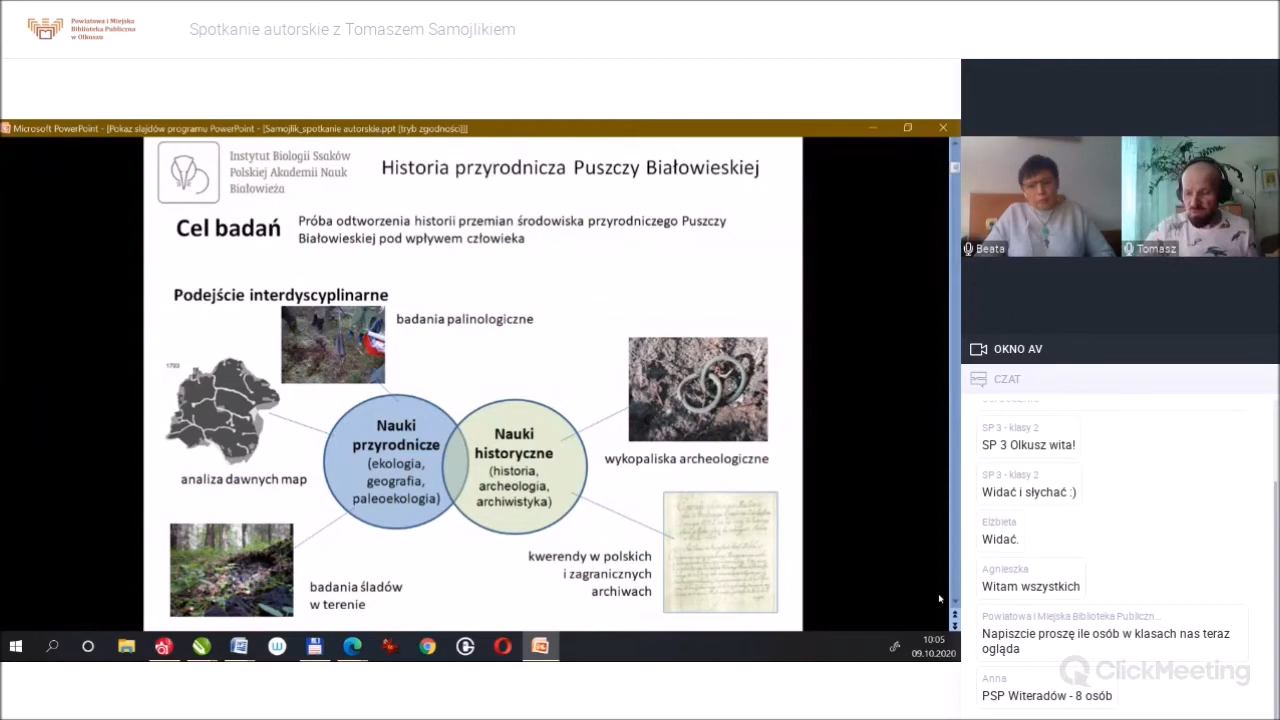 Powiatowa i Miejska
Biblioteka Publiczna
w Olkuszu
Spotkanie autorskie z Tomaszem Samojlikiem
Microsoft PowerPoint - [Pokaz slajdów programu PowerPoint - [Samojlik_spotkanie autorskie.ppt [tryb zgodności]]]
Instytut Biologii Ssaków
Polskiej Akademii Nauk
Białowieża
Historia przyrodnicza Puszczy Białowieskiej
Cel badań
Próba odtworzenia historii przemian środowiska przyrodniczego Puszczy
Białowieskiej pod wpływem człowieka
Podejście interdyscyplinarne
badania palinologiczne
1793
analiza dawnych map
Nauki
przyrodnicze
(ekologia,
geografia,
paleoekologia)
Nauki
historyczne
(historia,
archeologia,
archiwistyka)
wykopaliska archeologiczne
badania śladów
w terenie
kwerendy w polskich
i zagranicznych
archiwach
10:05
09.10.2020
Beata
Tomasz
OKNO AV
CZAT
SP 3 - klasy 2
SP 3 Olkusz wita!
SP 3 - klasy 2
Widać i słychać :)
Elżbieta
Widać.
Agnieszka
Witam wszystkich
Powiatowa i Miejska Biblioteka Publiczn...
Napiszcie proszę ile osób w klasach nas teraz
ogląda
Anna
PSP Witeradów - 8 osób
ClickMeeting